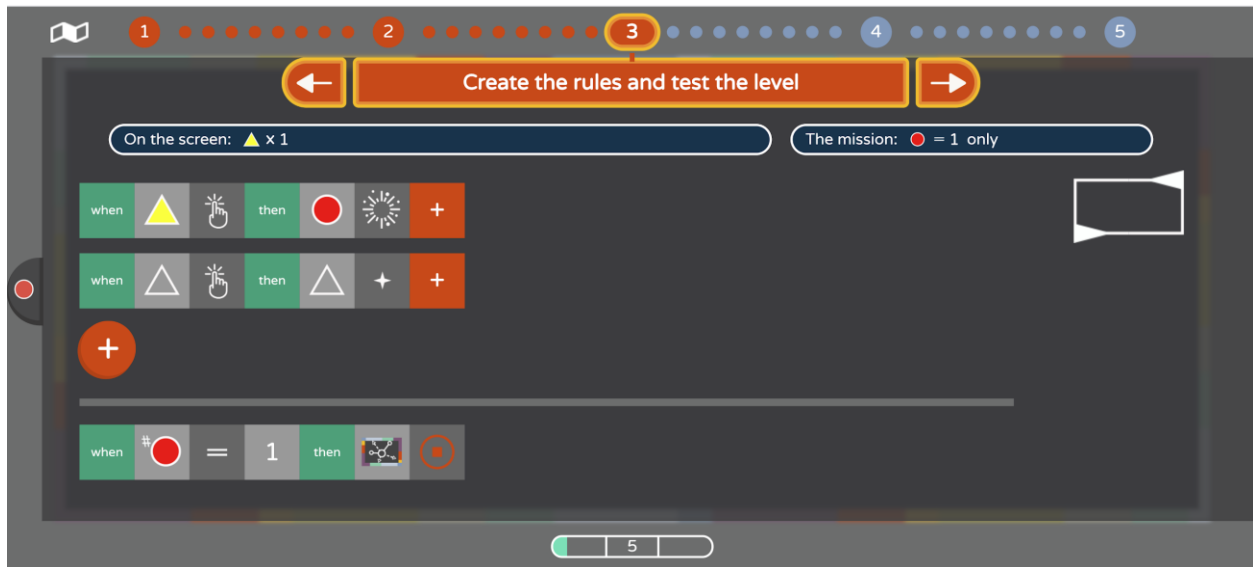 1 2 3 4 5
Create the rules and test the level
On the screen: x 1
The mission: = 1 only
when then +
when then +
+
when # = 1 then
5